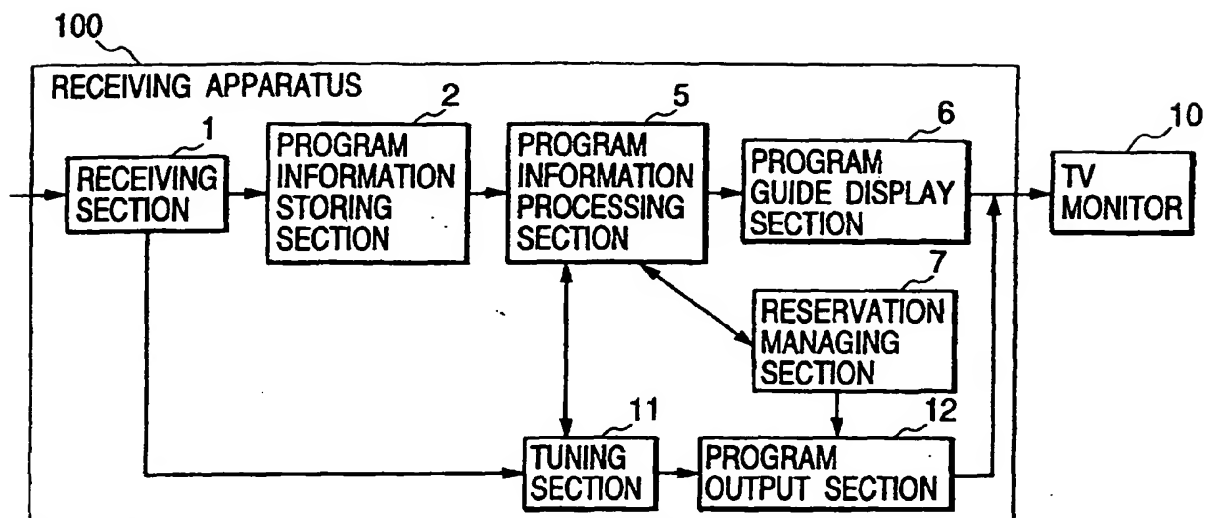 100
RECEIVING APPARATUS
1
RECEIVING
SECTION
2
PROGRAM
INFORMATION
STORING
SECTION
5
PROGRAM
INFORMATION
PROCESSING
SECTION
6
PROGRAM
GUIDE DISPLAY
SECTION
10
TV
MONITOR
7
RESERVATION
MANAGING
SECTION
11
TUNING
SECTION
12
PROGRAM
OUTPUT SECTION